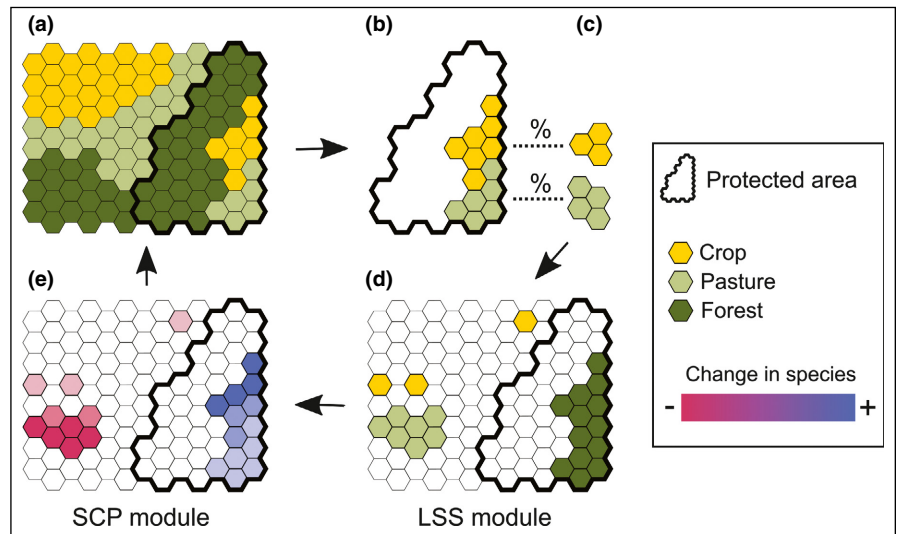 (a)
(b)
(c)
%
%
Protected area
Crop
Pasture
Forest
Change in species
- +
(e)
(d)
SCP module
LSS module